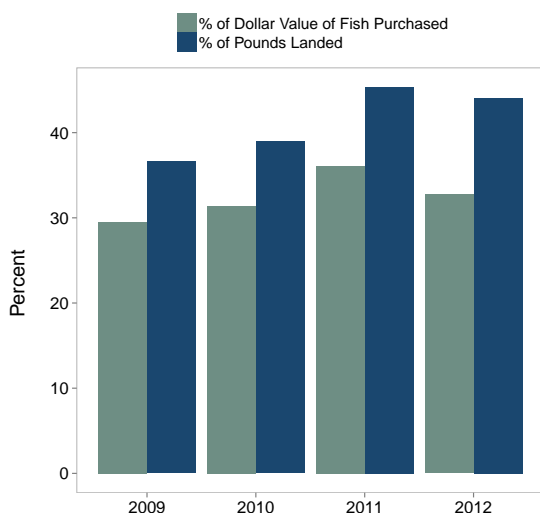 % of Dollar Value of Fish Purchased
% of Pounds Landed
Percent
40
30
20
10
0
2009 2010 2011 2012